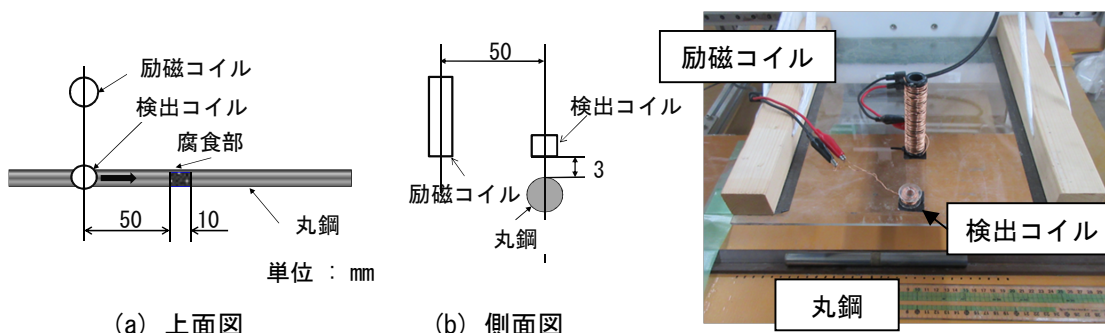 励磁コイル
検出コイル
腐食部
50
10
丸鋼
単位 : mm
(a) 上面図
50
検出コイル
3
励磁コイル
丸鋼
(b) 側面図
励磁コイル
検出コイル
丸鋼